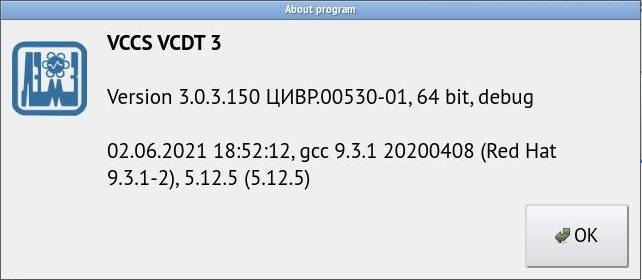 About program
VCCS VCDT 3
ЛЕМЗ
Version 3.0.3.150 ЦИВР.00530-01, 64 bit, debug
02.06.2021 18:52:12, gcc 9.3.1 20200408 (Red Hat
9.3.1-2), 5.12.5 (5.12.5)
OK